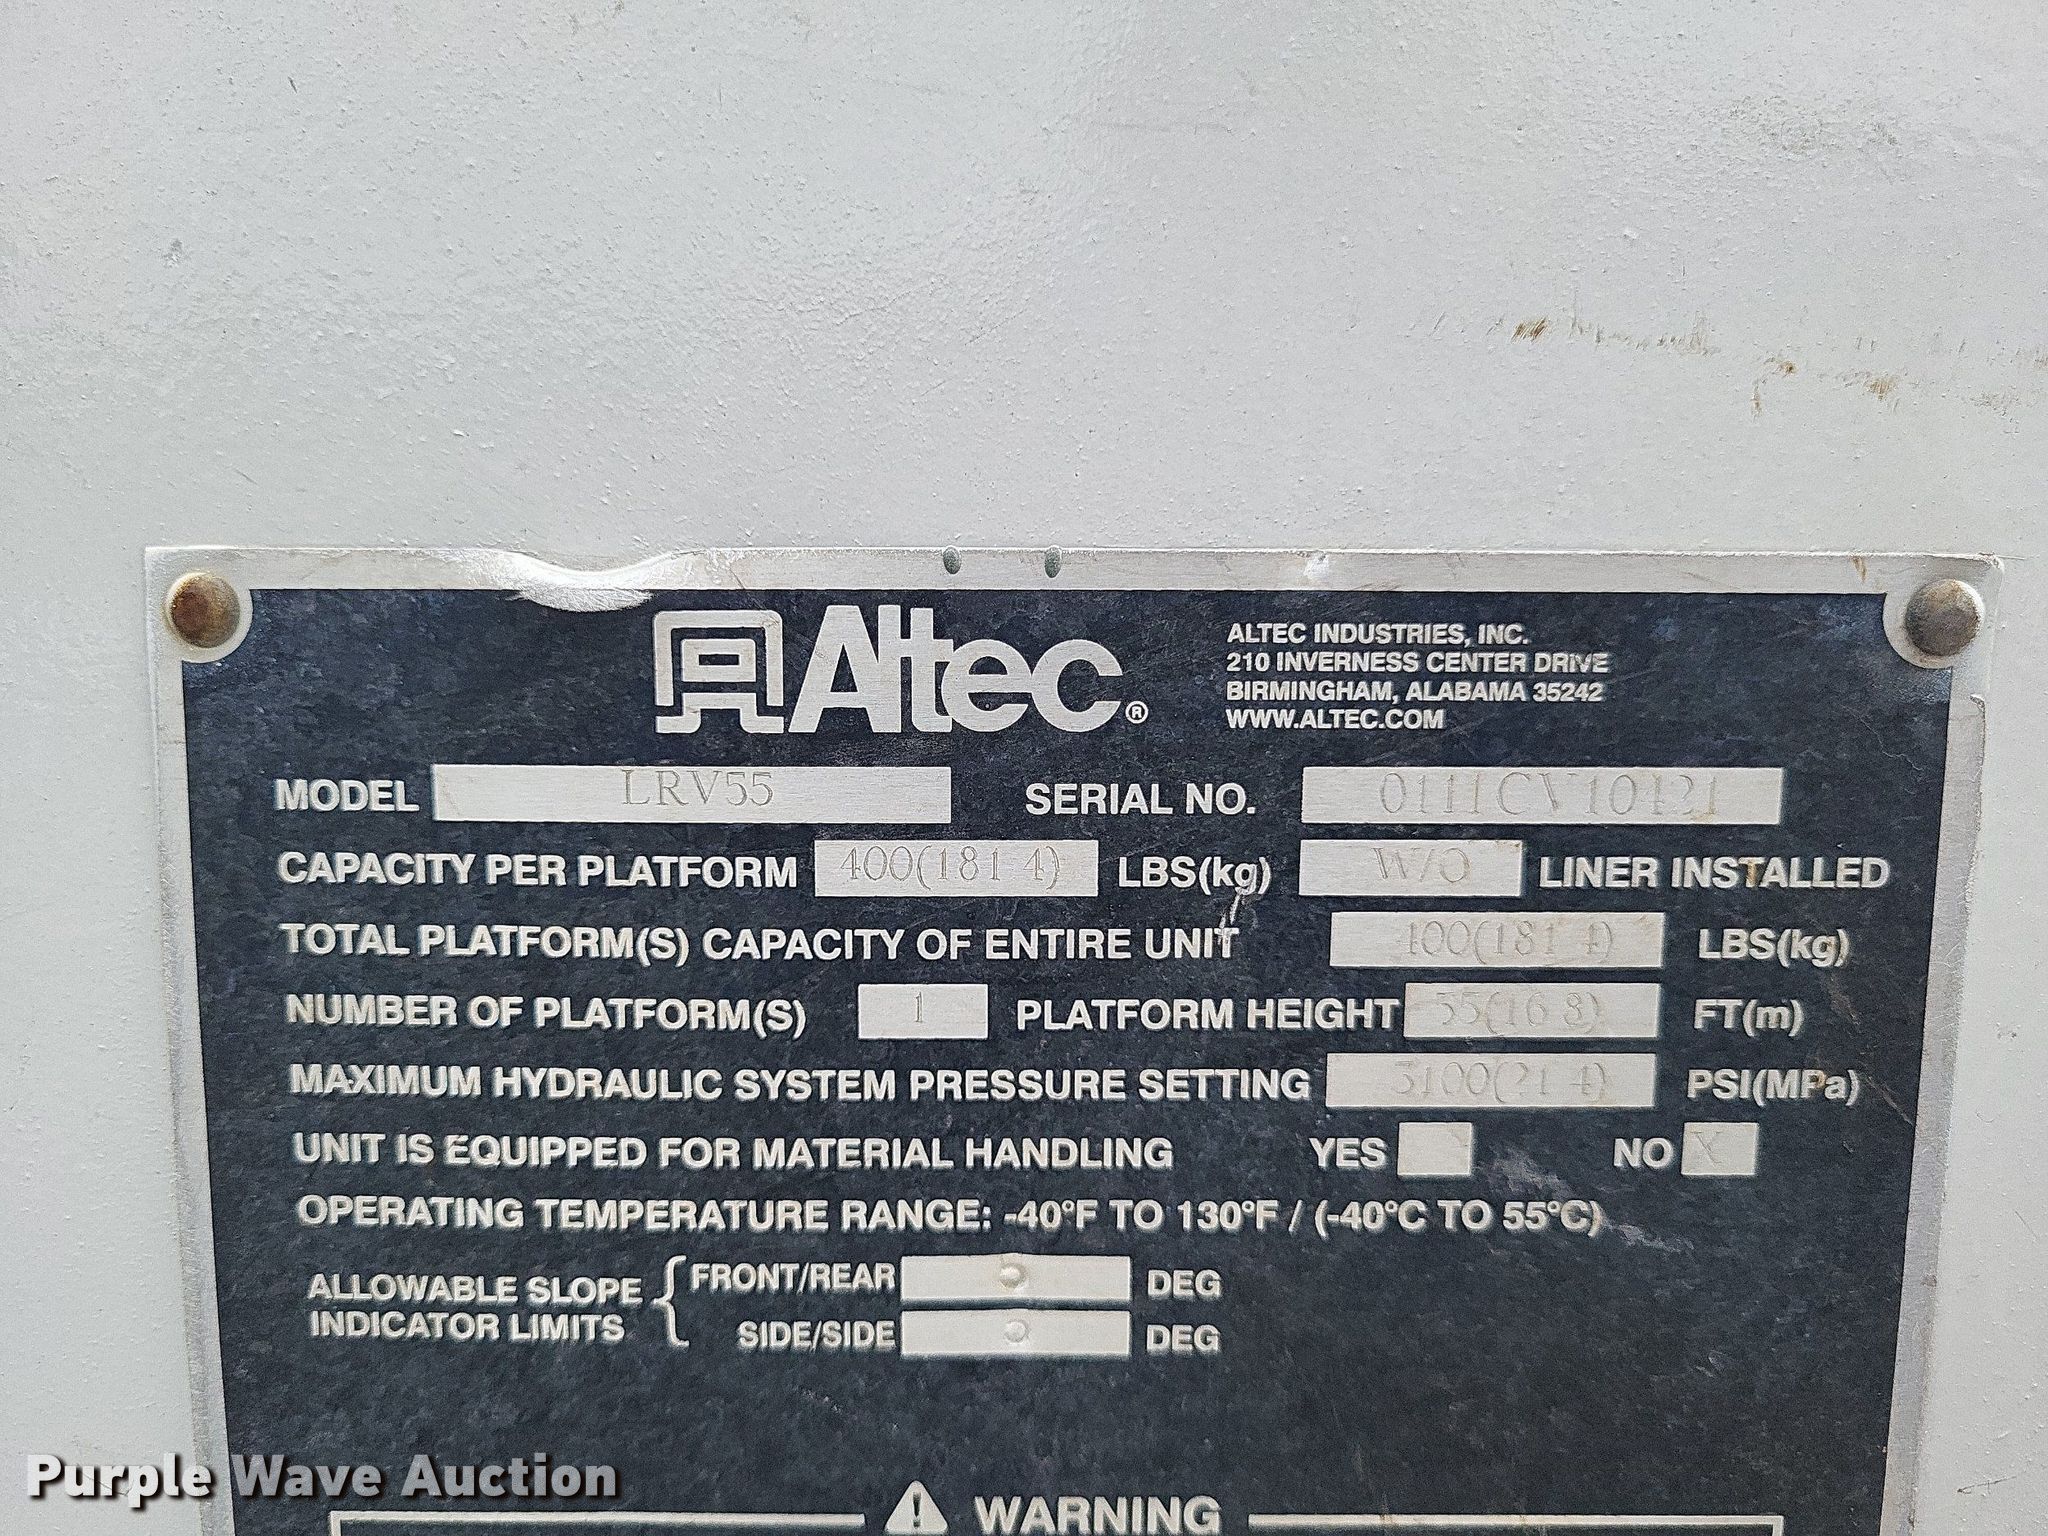 Altec®
ALTEC INDUSTRIES, INC.
210 INVERNESS CENTER DRIVE
BIRMINGHAM, ALABAMA 35242
WWW.ALTEC.COM
MODEL LRV55 SERIAL NO. 0111CV10421
CAPACITY PER PLATFORM 400(181 4) LBS(kg) W/O LINER INSTALLED
TOTAL PLATFORM(S) CAPACITY OF ENTIRE UNIT 400(181 4) LBS(kg)
NUMBER OF PLATFORM(S) 1 PLATFORM HEIGHT 55(16 8) FT(m)
MAXIMUM HYDRAULIC SYSTEM PRESSURE SETTING 3100(21 4) PSI(MPa)
UNIT IS EQUIPPED FOR MATERIAL HANDLING YES NO X
OPERATING TEMPERATURE RANGE: -40°F TO 130°F / (-40°C TO 55°C)
ALLOWABLE SLOPE INDICATOR LIMITS { FRONT/REAR 5 DEG
SIDE/SIDE 5 DEG
Purple Wave Auction
WARNING